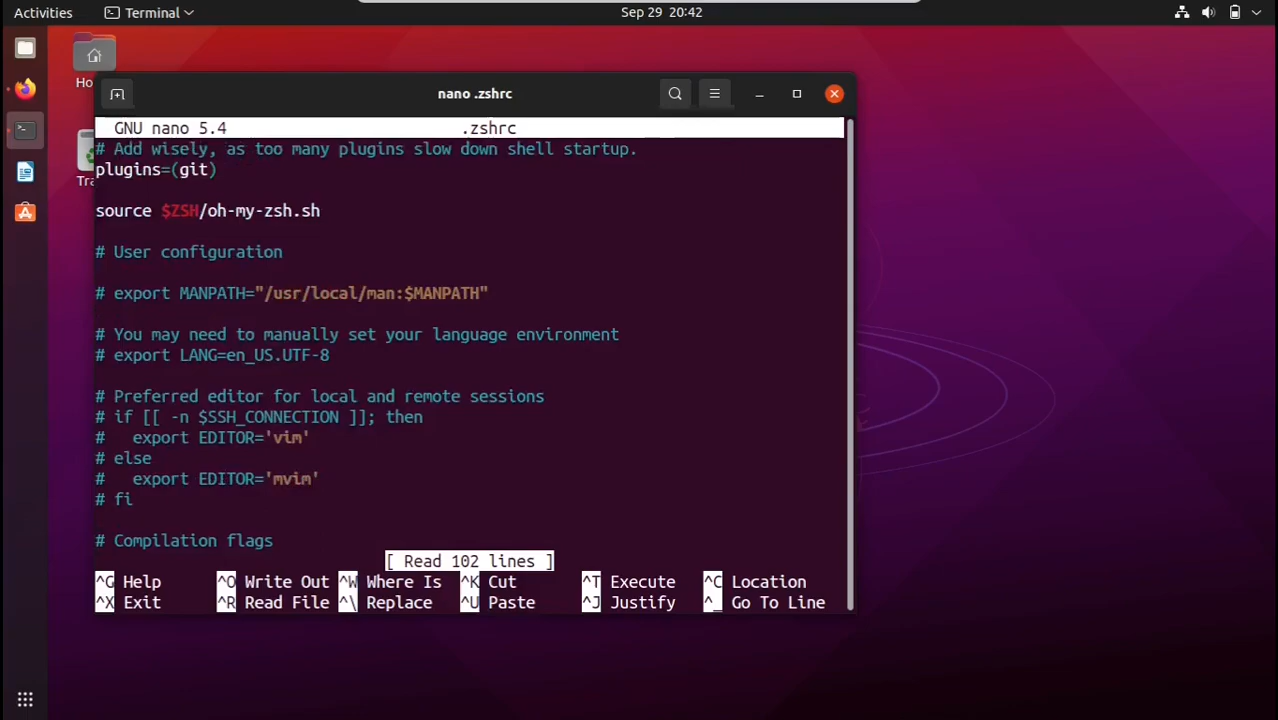 Activities Terminal Sep 29 20:42
nano .zshrc
GNU nano 5.4 .zshrc
# Add wisely, as too many plugins slow down shell startup.
plugins=(git)
source $ZSH/oh-my-zsh.sh
# User configuration
# export MANPATH="/usr/local/man:$MANPATH"
# You may need to manually set your language environment
# export LANG=en_US.UTF-8
# Preferred editor for local and remote sessions
# if [[ -n $SSH_CONNECTION ]]; then
#   export EDITOR='vim'
# else
#   export EDITOR='mvim'
# fi
# Compilation flags
[ Read 102 lines ]
^G Help ^O Write Out ^W Where Is ^K Cut ^T Execute ^C Location
^X Exit ^R Read File ^\ Replace ^U Paste ^J Justify ^_ Go To Line